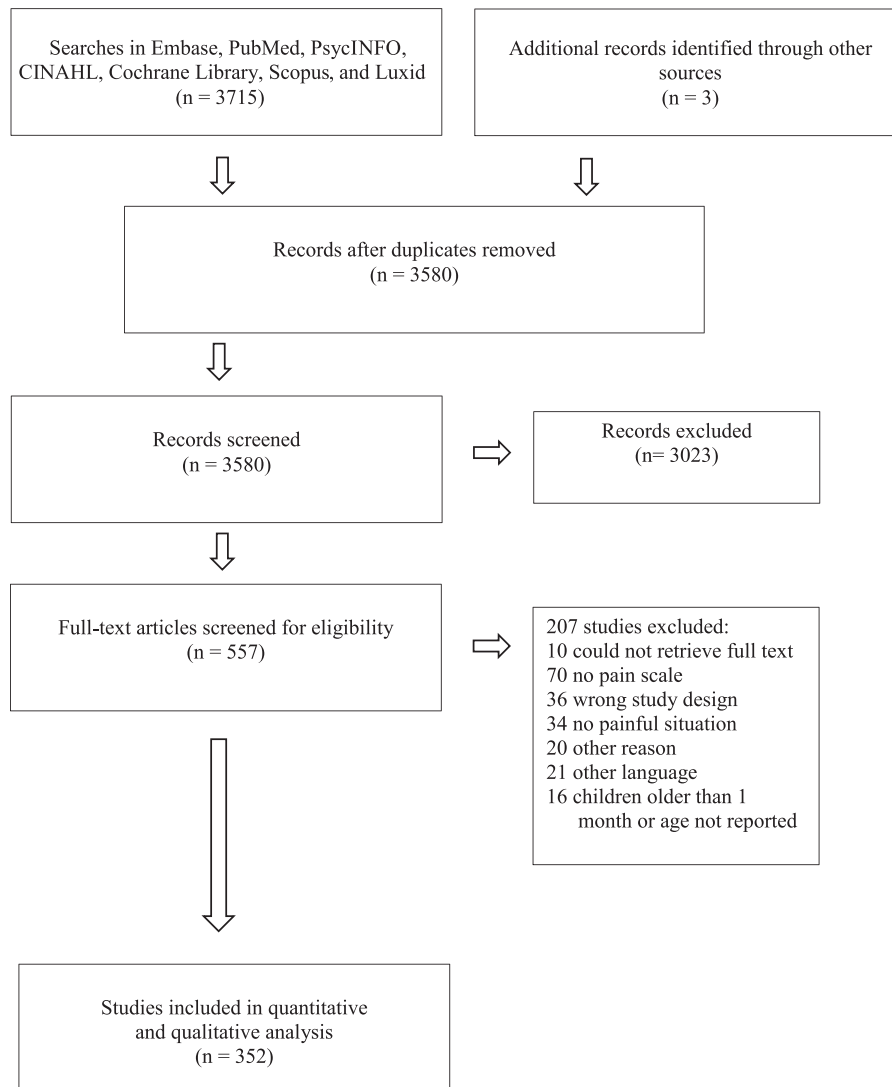 Searches in Embase, PubMed, PsycINFO,
CINAHL, Cochrane Library, Scopus, and Luxid
(n = 3715)
Additional records identified through other
sources
(n = 3)
Records after duplicates removed
(n = 3580)
Records screened
(n = 3580)
Records excluded
(n= 3023)
Full-text articles screened for eligibility
(n = 557)
207 studies excluded:
10 could not retrieve full text
70 no pain scale
36 wrong study design
34 no painful situation
20 other reason
21 other language
16 children older than 1
month or age not reported
Studies included in quantitative
and qualitative analysis
(n = 352)